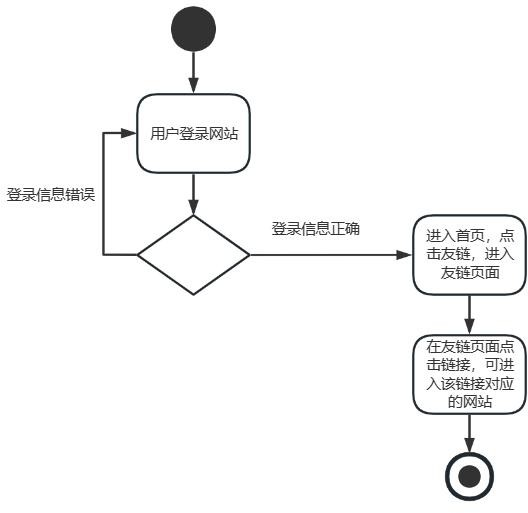 用户登录网站
登录信息错误
登录信息正确
进入首页，点
击友链，进入
友链页面
在友链页面点
击链接，可进
入该链接对应
的网站